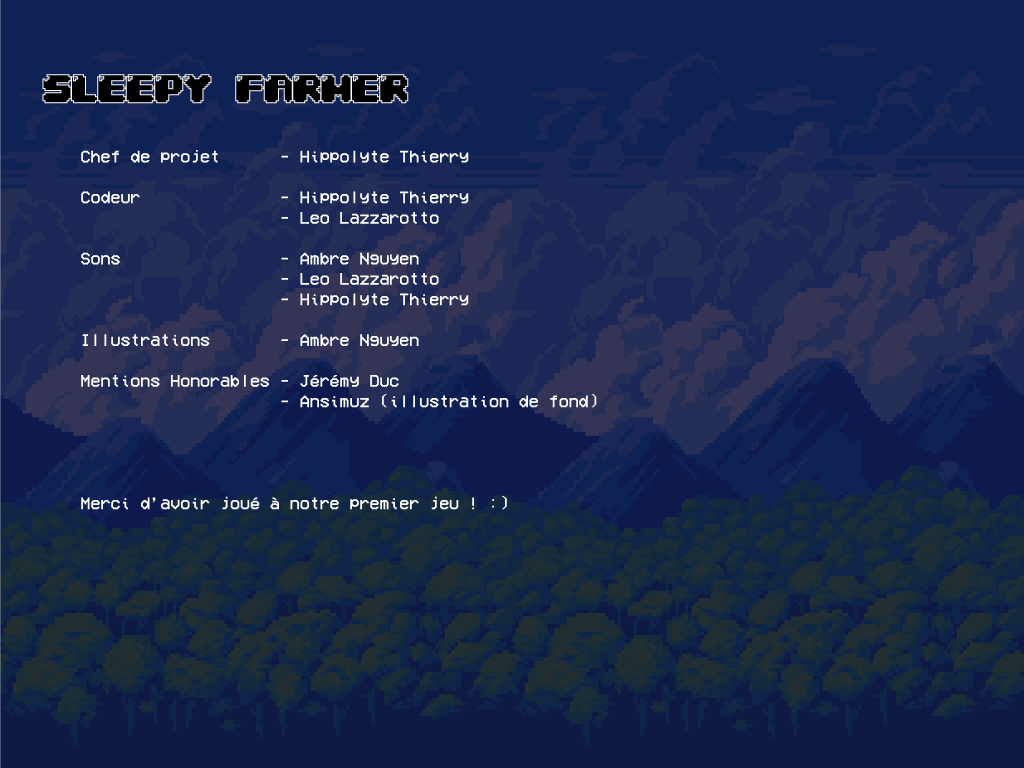 SLEEPY FARMER
Chef de projet - Hippolyte Thierry
Codeur - Hippolyte Thierry
- Leo Lazzarotto
Sons - Ambre Nguyen
- Leo Lazzarotto
- Hippolyte Thierry
Illustrations - Ambre Nguyen
Mentions Honorables - Jérémy Duc
- Ansimuz (illustration de fond)
Merci d'avoir joué à notre premier jeu ! :)